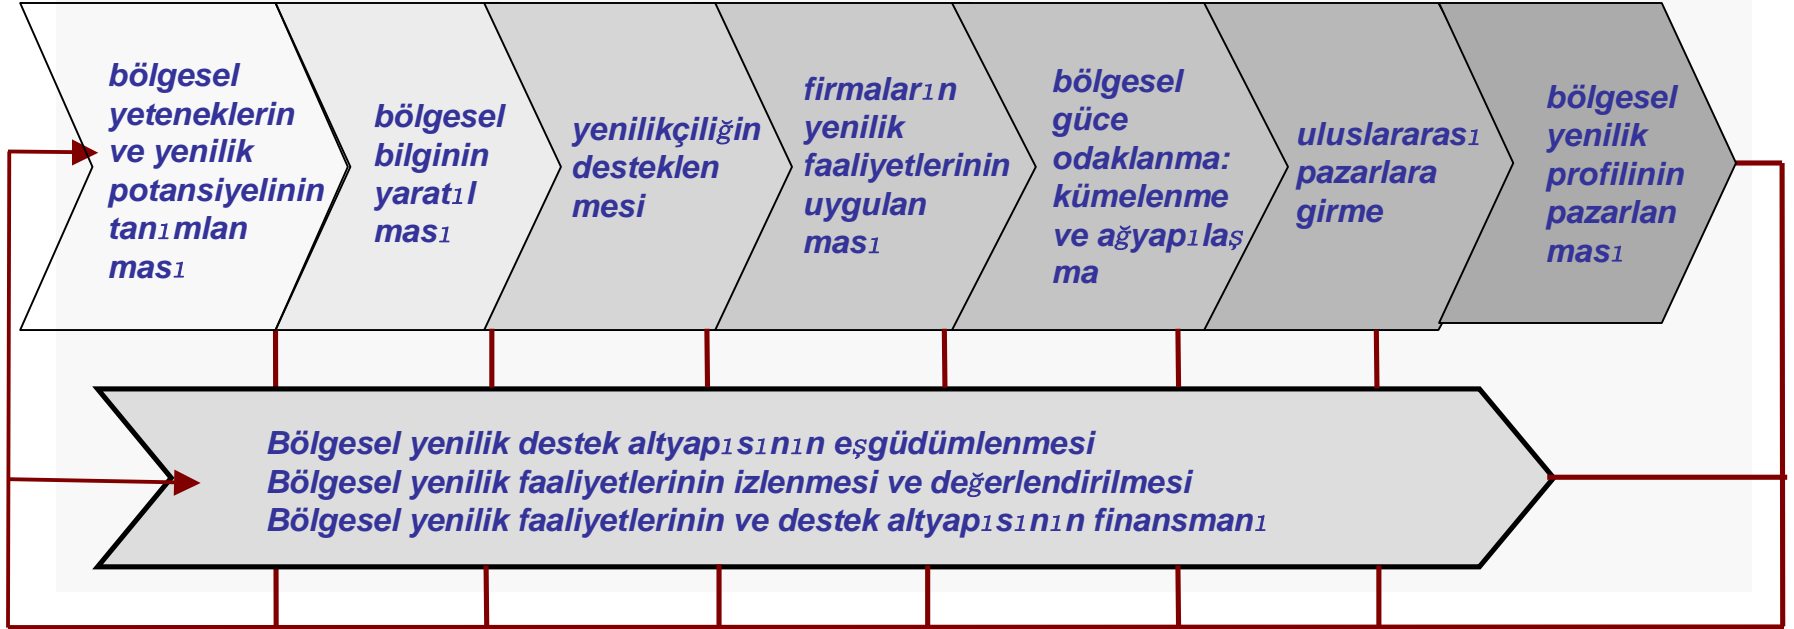 bölgesel
yeteneklerin
ve yenilik
potansiyelinin
tanımlan
ması
bölgesel
bilginin
yaratıl
ması
yenilikçiliğin
desteklen
mesi
firmaların
yenilik
faaliyetlerinin
uygulan
ması
bölgesel
güce
odaklanma:
kümelenme
ve ağyapılaş
ma
uluslararası
pazarlara
girme
bölgesel
yenilik
profilinin
pazarlan
ması
Bölgesel yenilik destek altyapısının eşgüdümlenmesi
Bölgesel yenilik faaliyetlerinin izlenmesi ve değerlendirilmesi
Bölgesel yenilik faaliyetlerinin ve destek altyapısının finansmanı